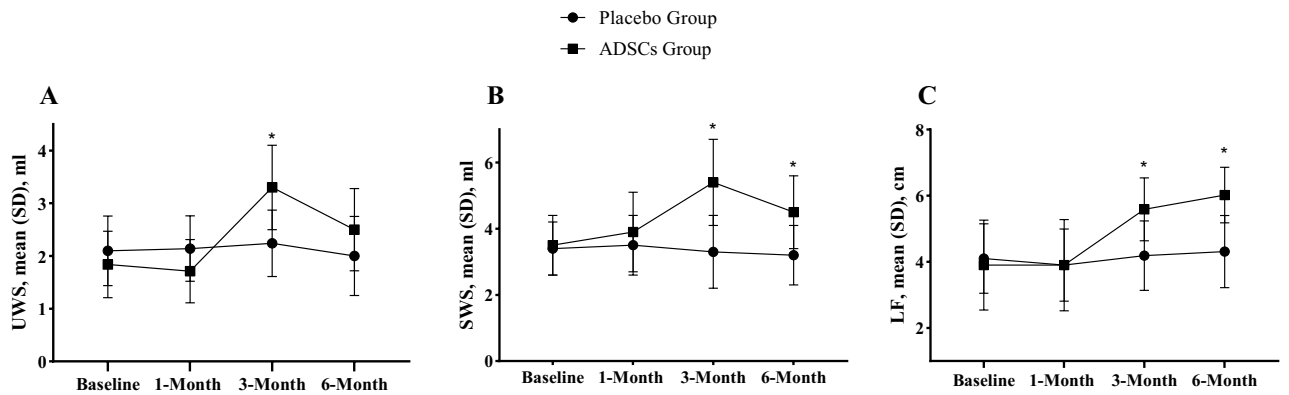 Placebo Group
ADSCs Group
A
UWS, mean (SD), ml
4
3
2
1
0
*
Baseline 1-Month 3-Month 6-Month
B
SWS, mean (SD), ml
6
4
2
0
*
*
Baseline 1-Month 3-Month 6-Month
C
LF, mean (SD), cm
8
6
4
2
*
*
Baseline 1-Month 3-Month 6-Month